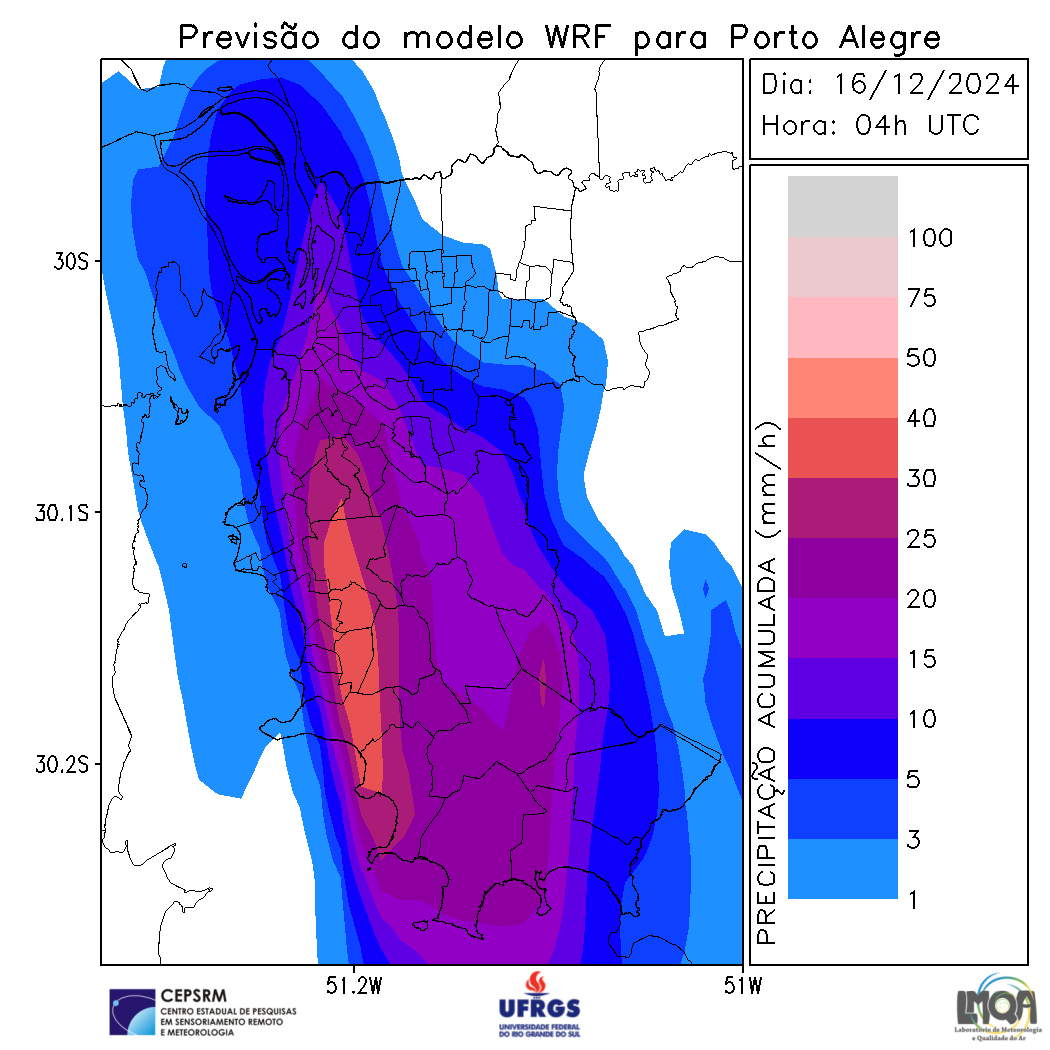 Previsão do modelo WRF para Porto Alegre
Dia: 16/12/2024
Hora: 04h UTC
100
75
50
40
30
25
20
15
10
5
3
1
PRECIPITAÇÃO ACUMULADA (mm/h)
30S
30.1S
30.2S
51.2W
51W
CEPSRM
CENTRO ESTADUAL DE PESQUISAS
EM SENSORIAMENTO REMOTO
E METEOROLOGIA
UFRGS
UNIVERSIDADE FEDERAL
DO RIO GRANDE DO SUL
LMQA
Laboratório de Meteorologia
e Qualidade do Ar